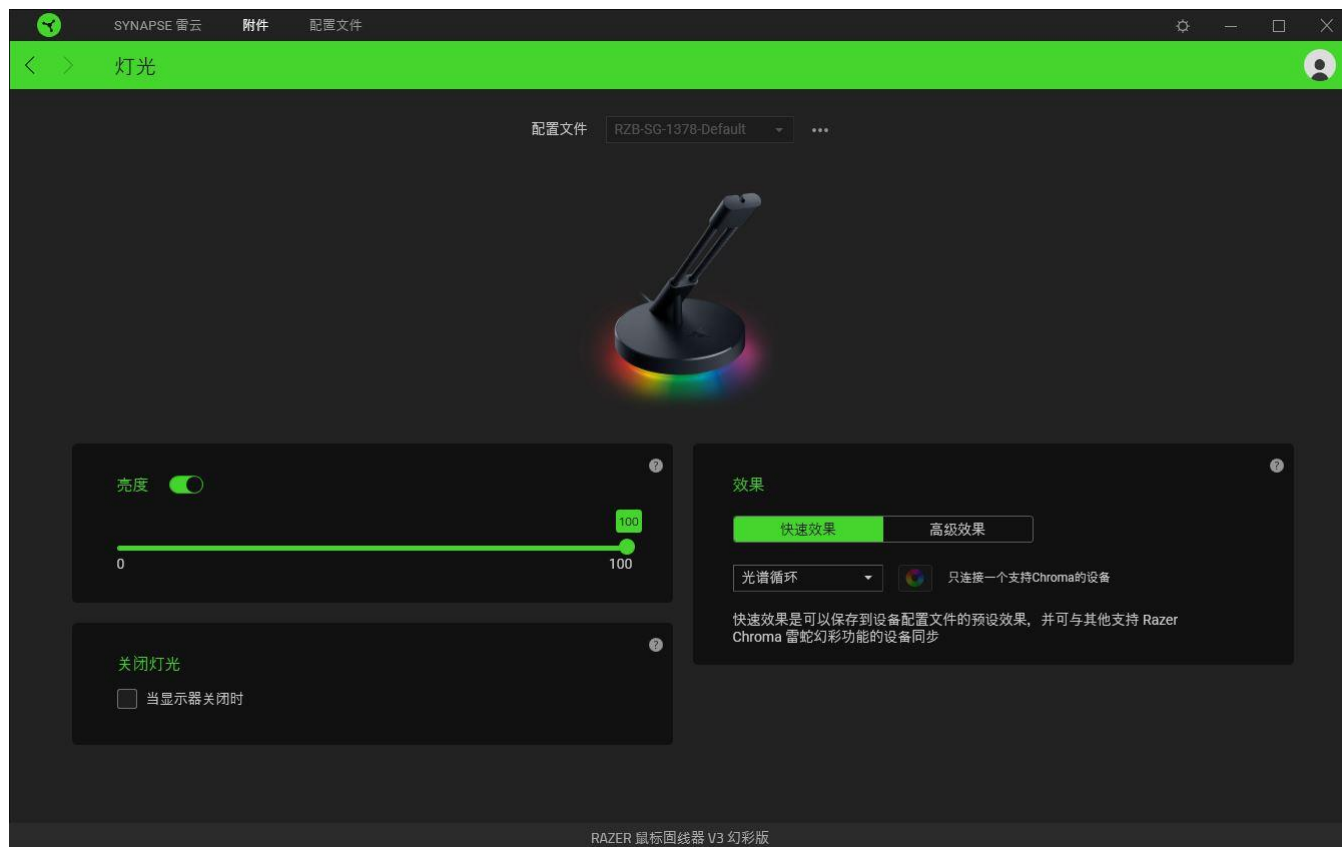 SYNAPSE 雷云 附件 配置文件
灯光
配置文件 RZB-SG-1378-Default
亮度
100
0 100
关闭灯光
当显示器关闭时
效果
快速效果 高级效果
光谱循环 只连接一个支持Chroma的设备
快速效果是可以保存到设备配置文件的预设效果，并可与其他支持 Razer
Chroma 雷蛇幻彩功能的设备同步
RAZER 鼠标固线器 V3 幻彩版